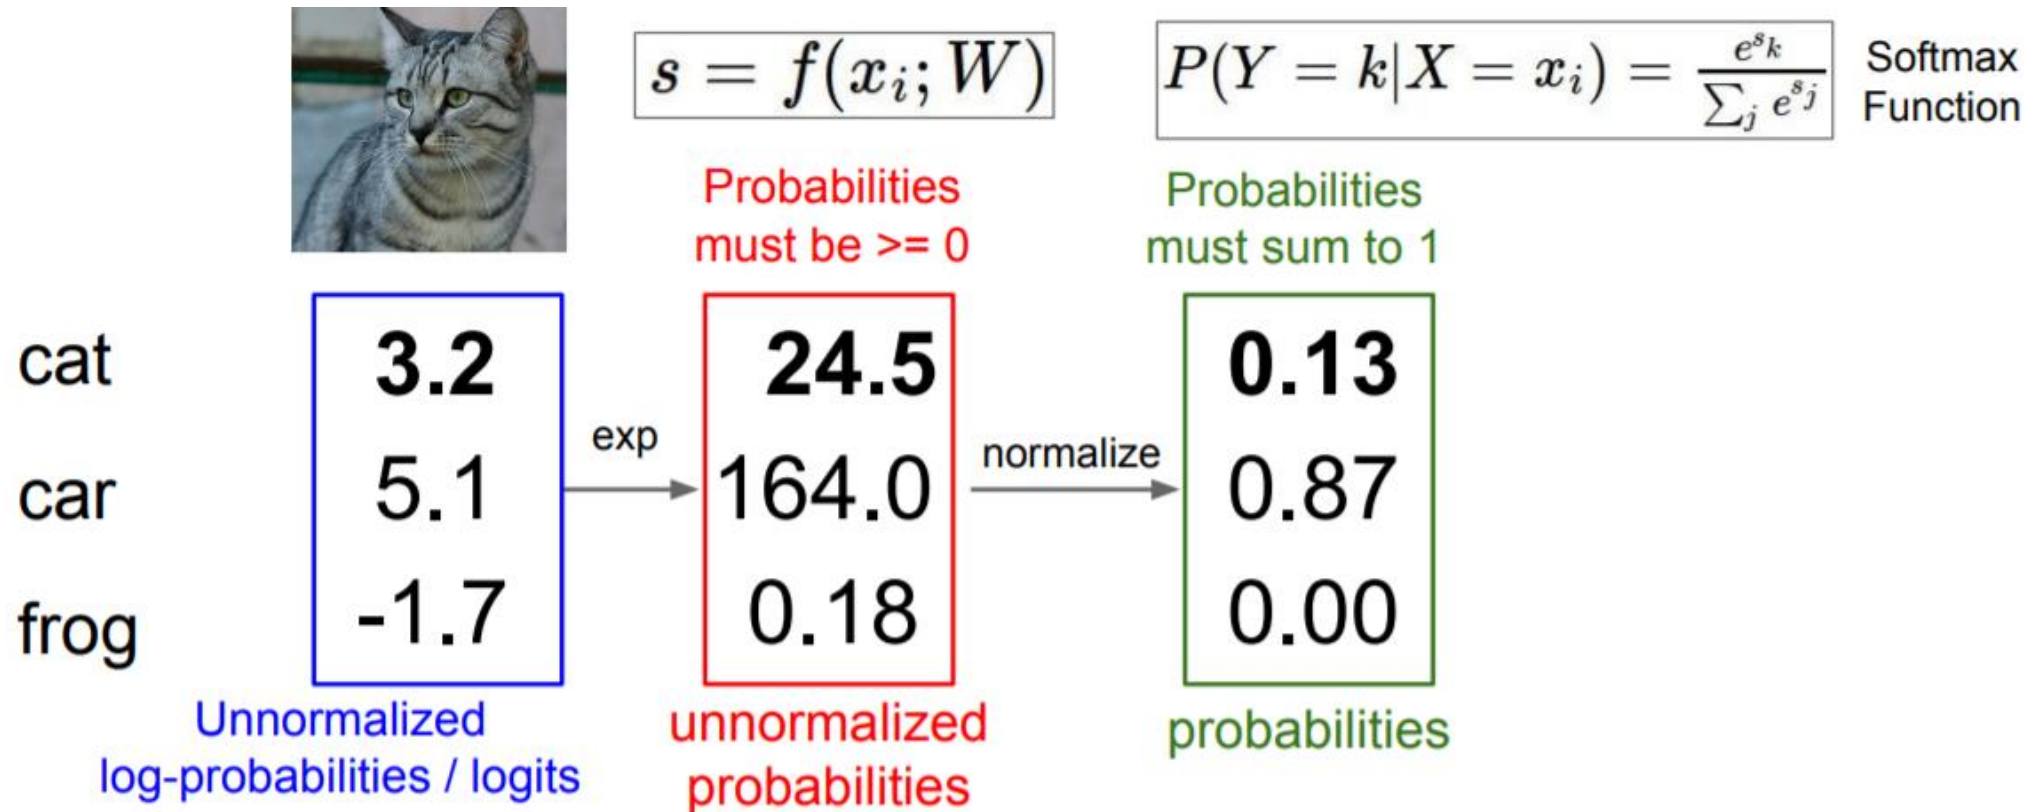 s = f(x_i; W)
P(Y = k|X = x_i) = \frac{e^{s_k}}{\sum_j e^{s_j}}
Softmax
Function
Probabilities
must be >= 0
Probabilities
must sum to 1
cat
3.2
24.5
0.13
exp
normalize
car
5.1
164.0
0.87
frog
-1.7
0.18
0.00
Unnormalized
log-probabilities / logits
unnormalized
probabilities
probabilities